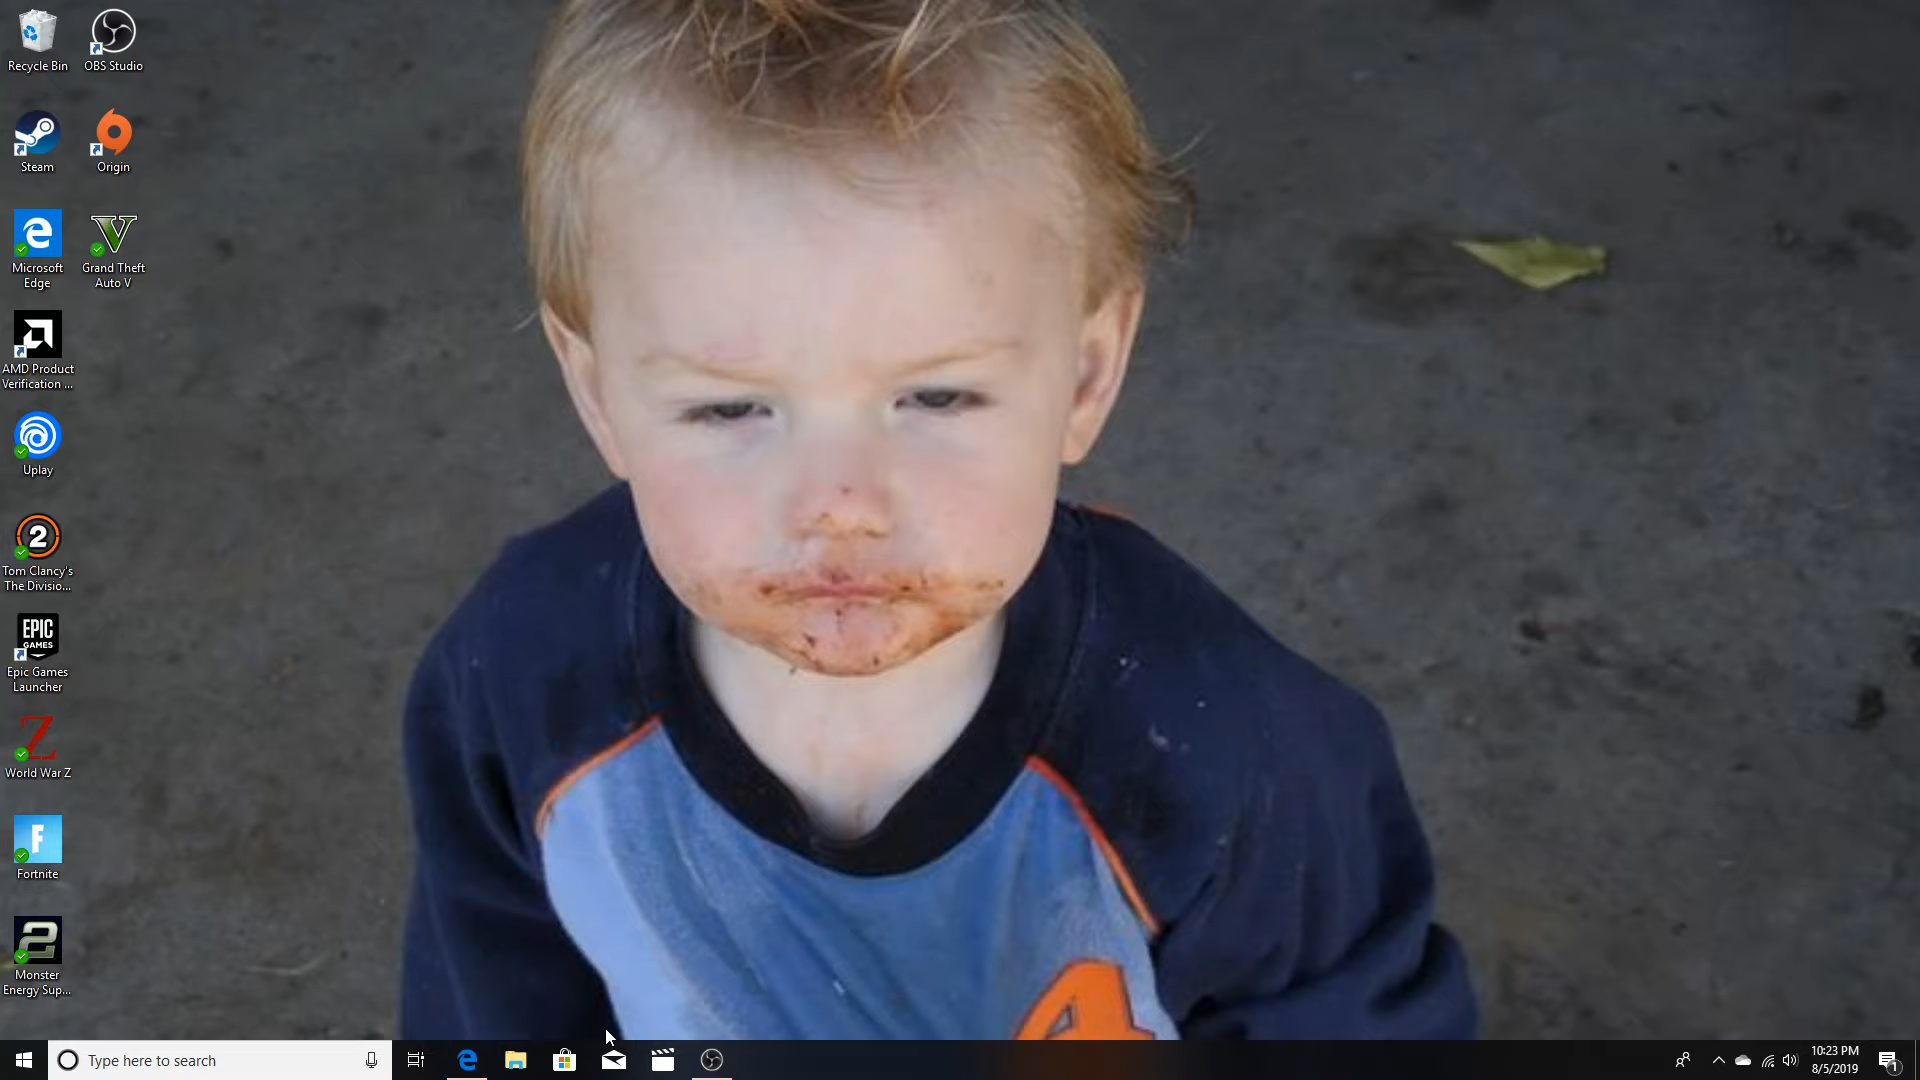 Recycle Bin
OBS Studio
Steam
Origin
Microsoft
Edge
Grand Theft
Auto V
AMD Product
Verification ...
Uplay
2
Tom Clancy's
The Divisio...
EPIC
GAMES
Epic Games
Launcher
Z
World War Z
F
Fortnite
2
Monster
Energy Sup...
4
Type here to search
10:23 PM
8/5/2019
1